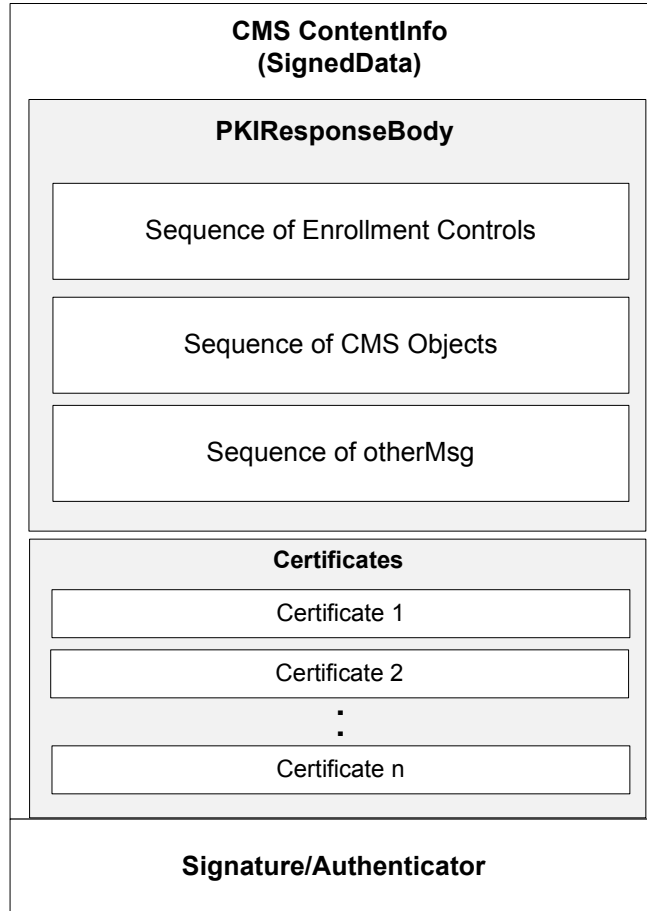 CMS ContentInfo
(SignedData)
PKIResponseBody
Sequence of Enrollment Controls
Sequence of CMS Objects
Sequence of otherMsg
Certificates
Certificate 1
Certificate 2
:
Certificate n
Signature/Authenticator